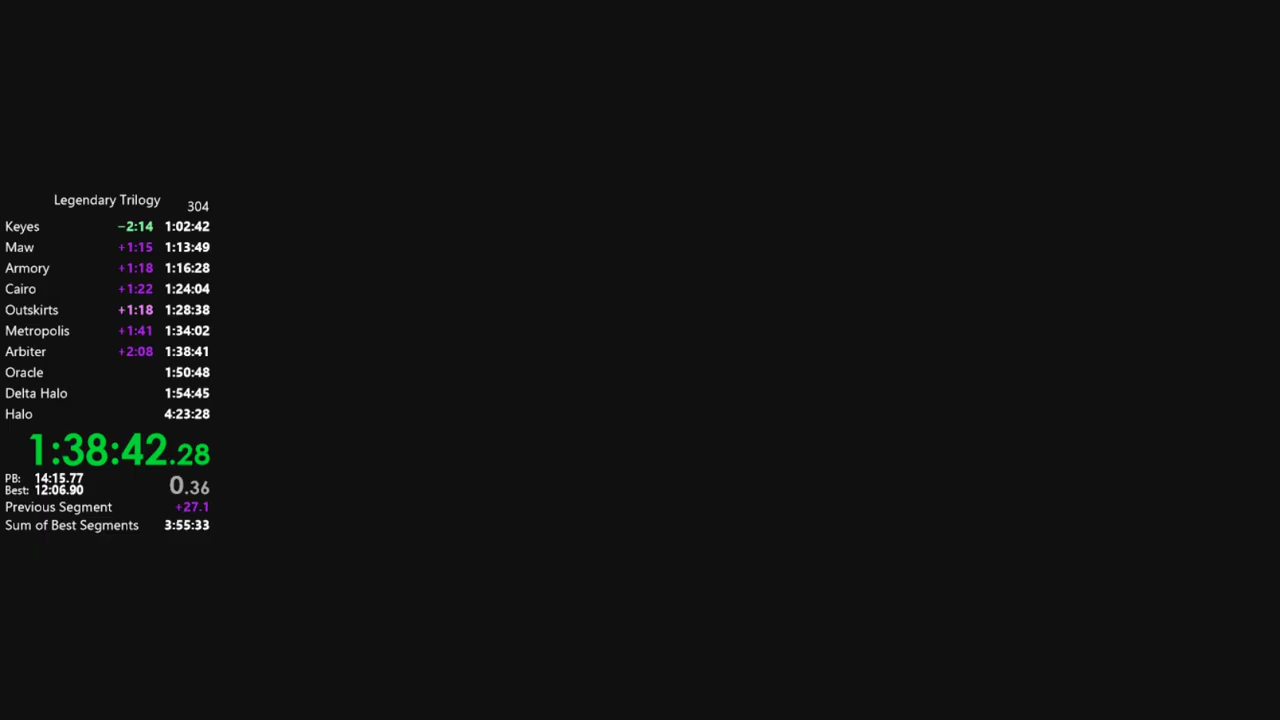 Legendary Trilogy 304
Keyes −2:14 1:02:42
Maw +1:15 1:13:49
Armory +1:18 1:16:28
Cairo +1:22 1:24:04
Outskirts +1:18 1:28:38
Metropolis +1:41 1:34:02
Arbiter +2:08 1:38:41
Oracle 1:50:48
Delta Halo 1:54:45
Halo 4:23:28
1:38:42.28
PB: 14:15.77
Best: 12:06.90 0.36
Previous Segment +27.1
Sum of Best Segments 3:55:33